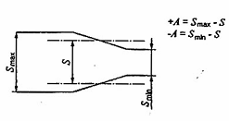 +A = Smax - S
-A = Smin - S
Smax
S
Smin